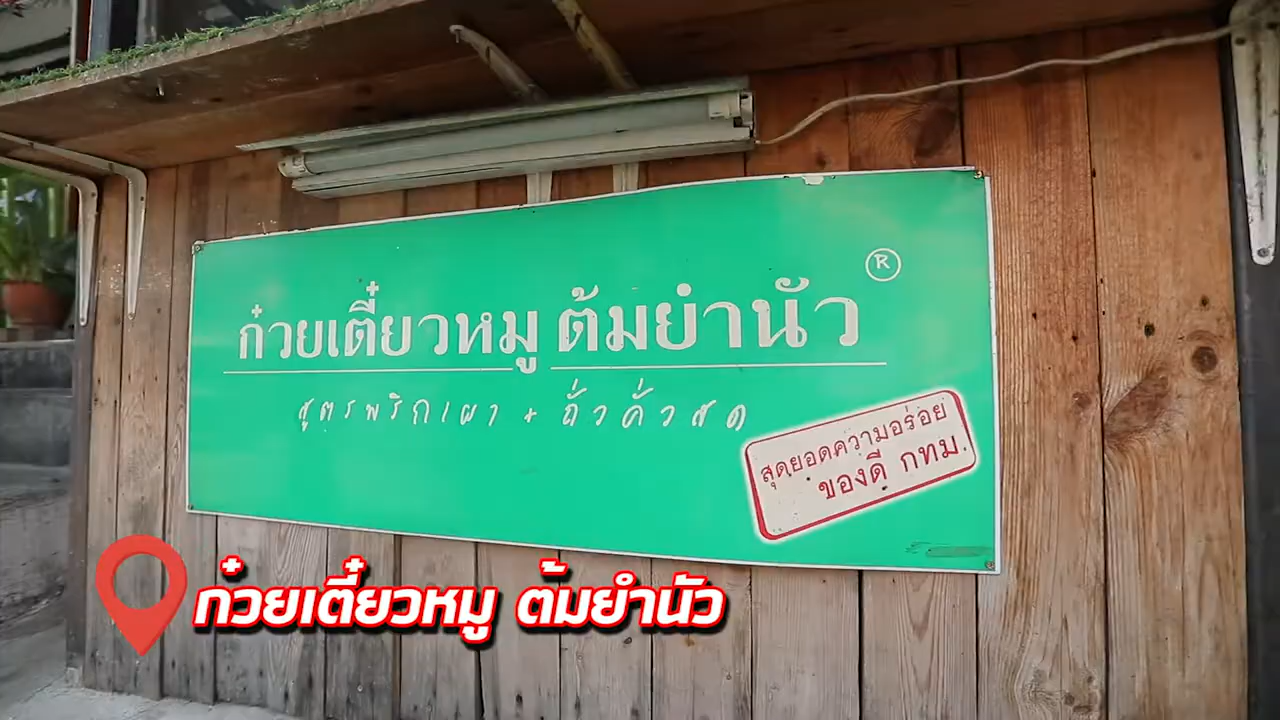 ก๋วยเตี๋ยวหมู ต้มยำนัว ®
สูตรพริกเผา + ถั่วคั่วสด
สุดยอดความอร่อย
ของดี กทม.
ก๋วยเตี๋ยวหมู ต้มยำนัว